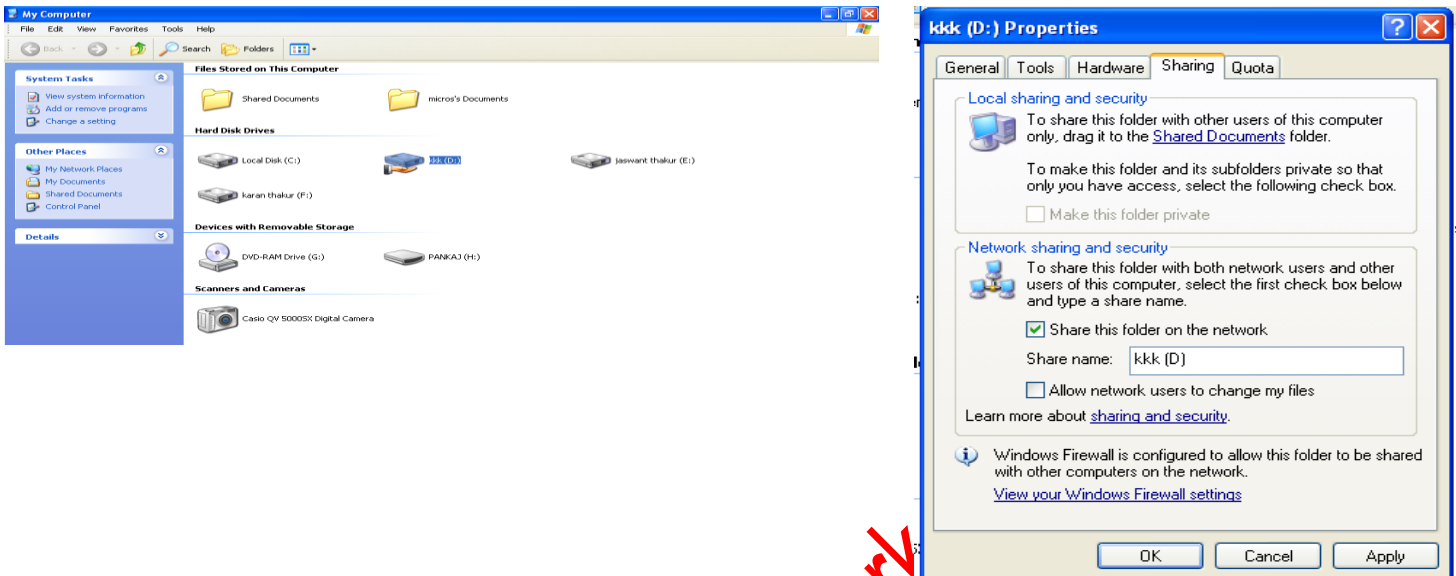 My Computer
File Edit View Favorites Tools Help
Back Search Folders
System Tasks
View system information
Add or remove programs
Change a setting
Other Places
My Network Places
My Documents
Shared Documents
Control Panel
Details
Files Stored on This Computer
Shared Documents micros's Documents
Hard Disk Drives
Local Disk (C:) kkk (D:) jaswant thakur (E:)
karan thakur (F:)
Devices with Removable Storage
DVD-RAM Drive (G:) PANKAJ (H:)
Scanners and Cameras
Casio QV 5000SX Digital Camera
kkk (D:) Properties
General Tools Hardware Sharing Quota
Local sharing and security
To share this folder with other users of this computer
only, drag it to the Shared Documents folder.
To make this folder and its subfolders private so that
only you have access, select the following check box.
Make this folder private
Network sharing and security
To share this folder with both network users and other
users of this computer, select the first check box below
and type a share name.
Share this folder on the network
Share name: kkk (D)
Allow network users to change my files
Learn more about sharing and security.
Windows Firewall is configured to allow this folder to be shared
with other computers on the network.
View your Windows Firewall settings
OK Cancel Apply